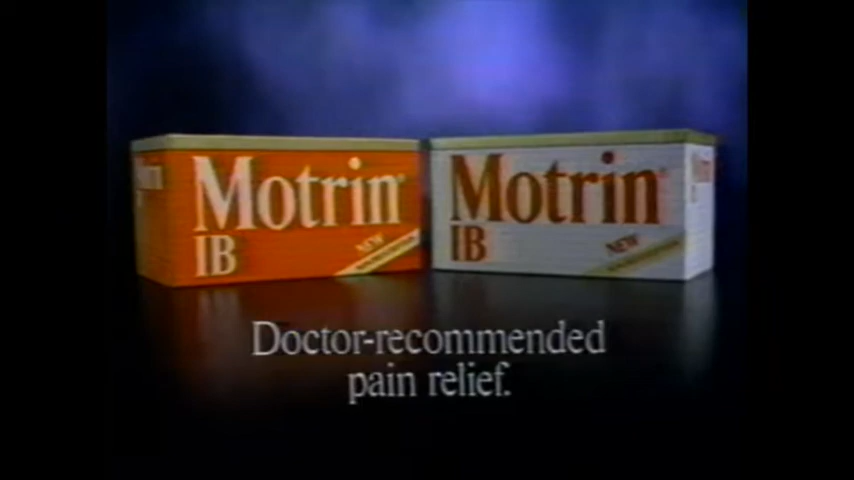 Motrin
IB
NEW
Motrin
IB
NEW
Doctor-recommended
pain relief.